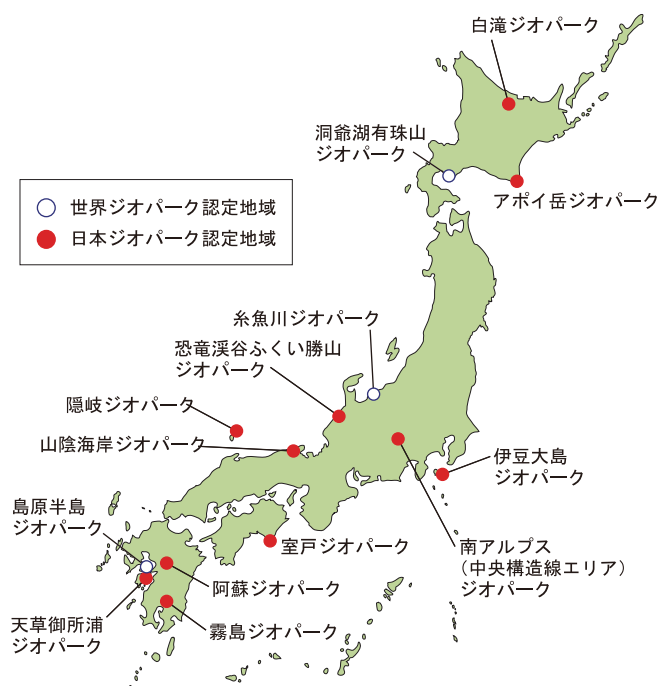 白滝ジオパーク
洞爺湖有珠山
ジオパーク
アポイ岳ジオパーク
世界ジオパーク認定地域
日本ジオパーク認定地域
糸魚川ジオパーク
恐竜渓谷ふくい勝山
ジオパーク
隠岐ジオパーク
山陰海岸ジオパーク
伊豆大島
ジオパーク
島原半島
ジオパーク
室戸ジオパーク
南アルプス
（中央構造線エリア）
ジオパーク
阿蘇ジオパーク
天草御所浦
ジオパーク
霧島ジオパーク